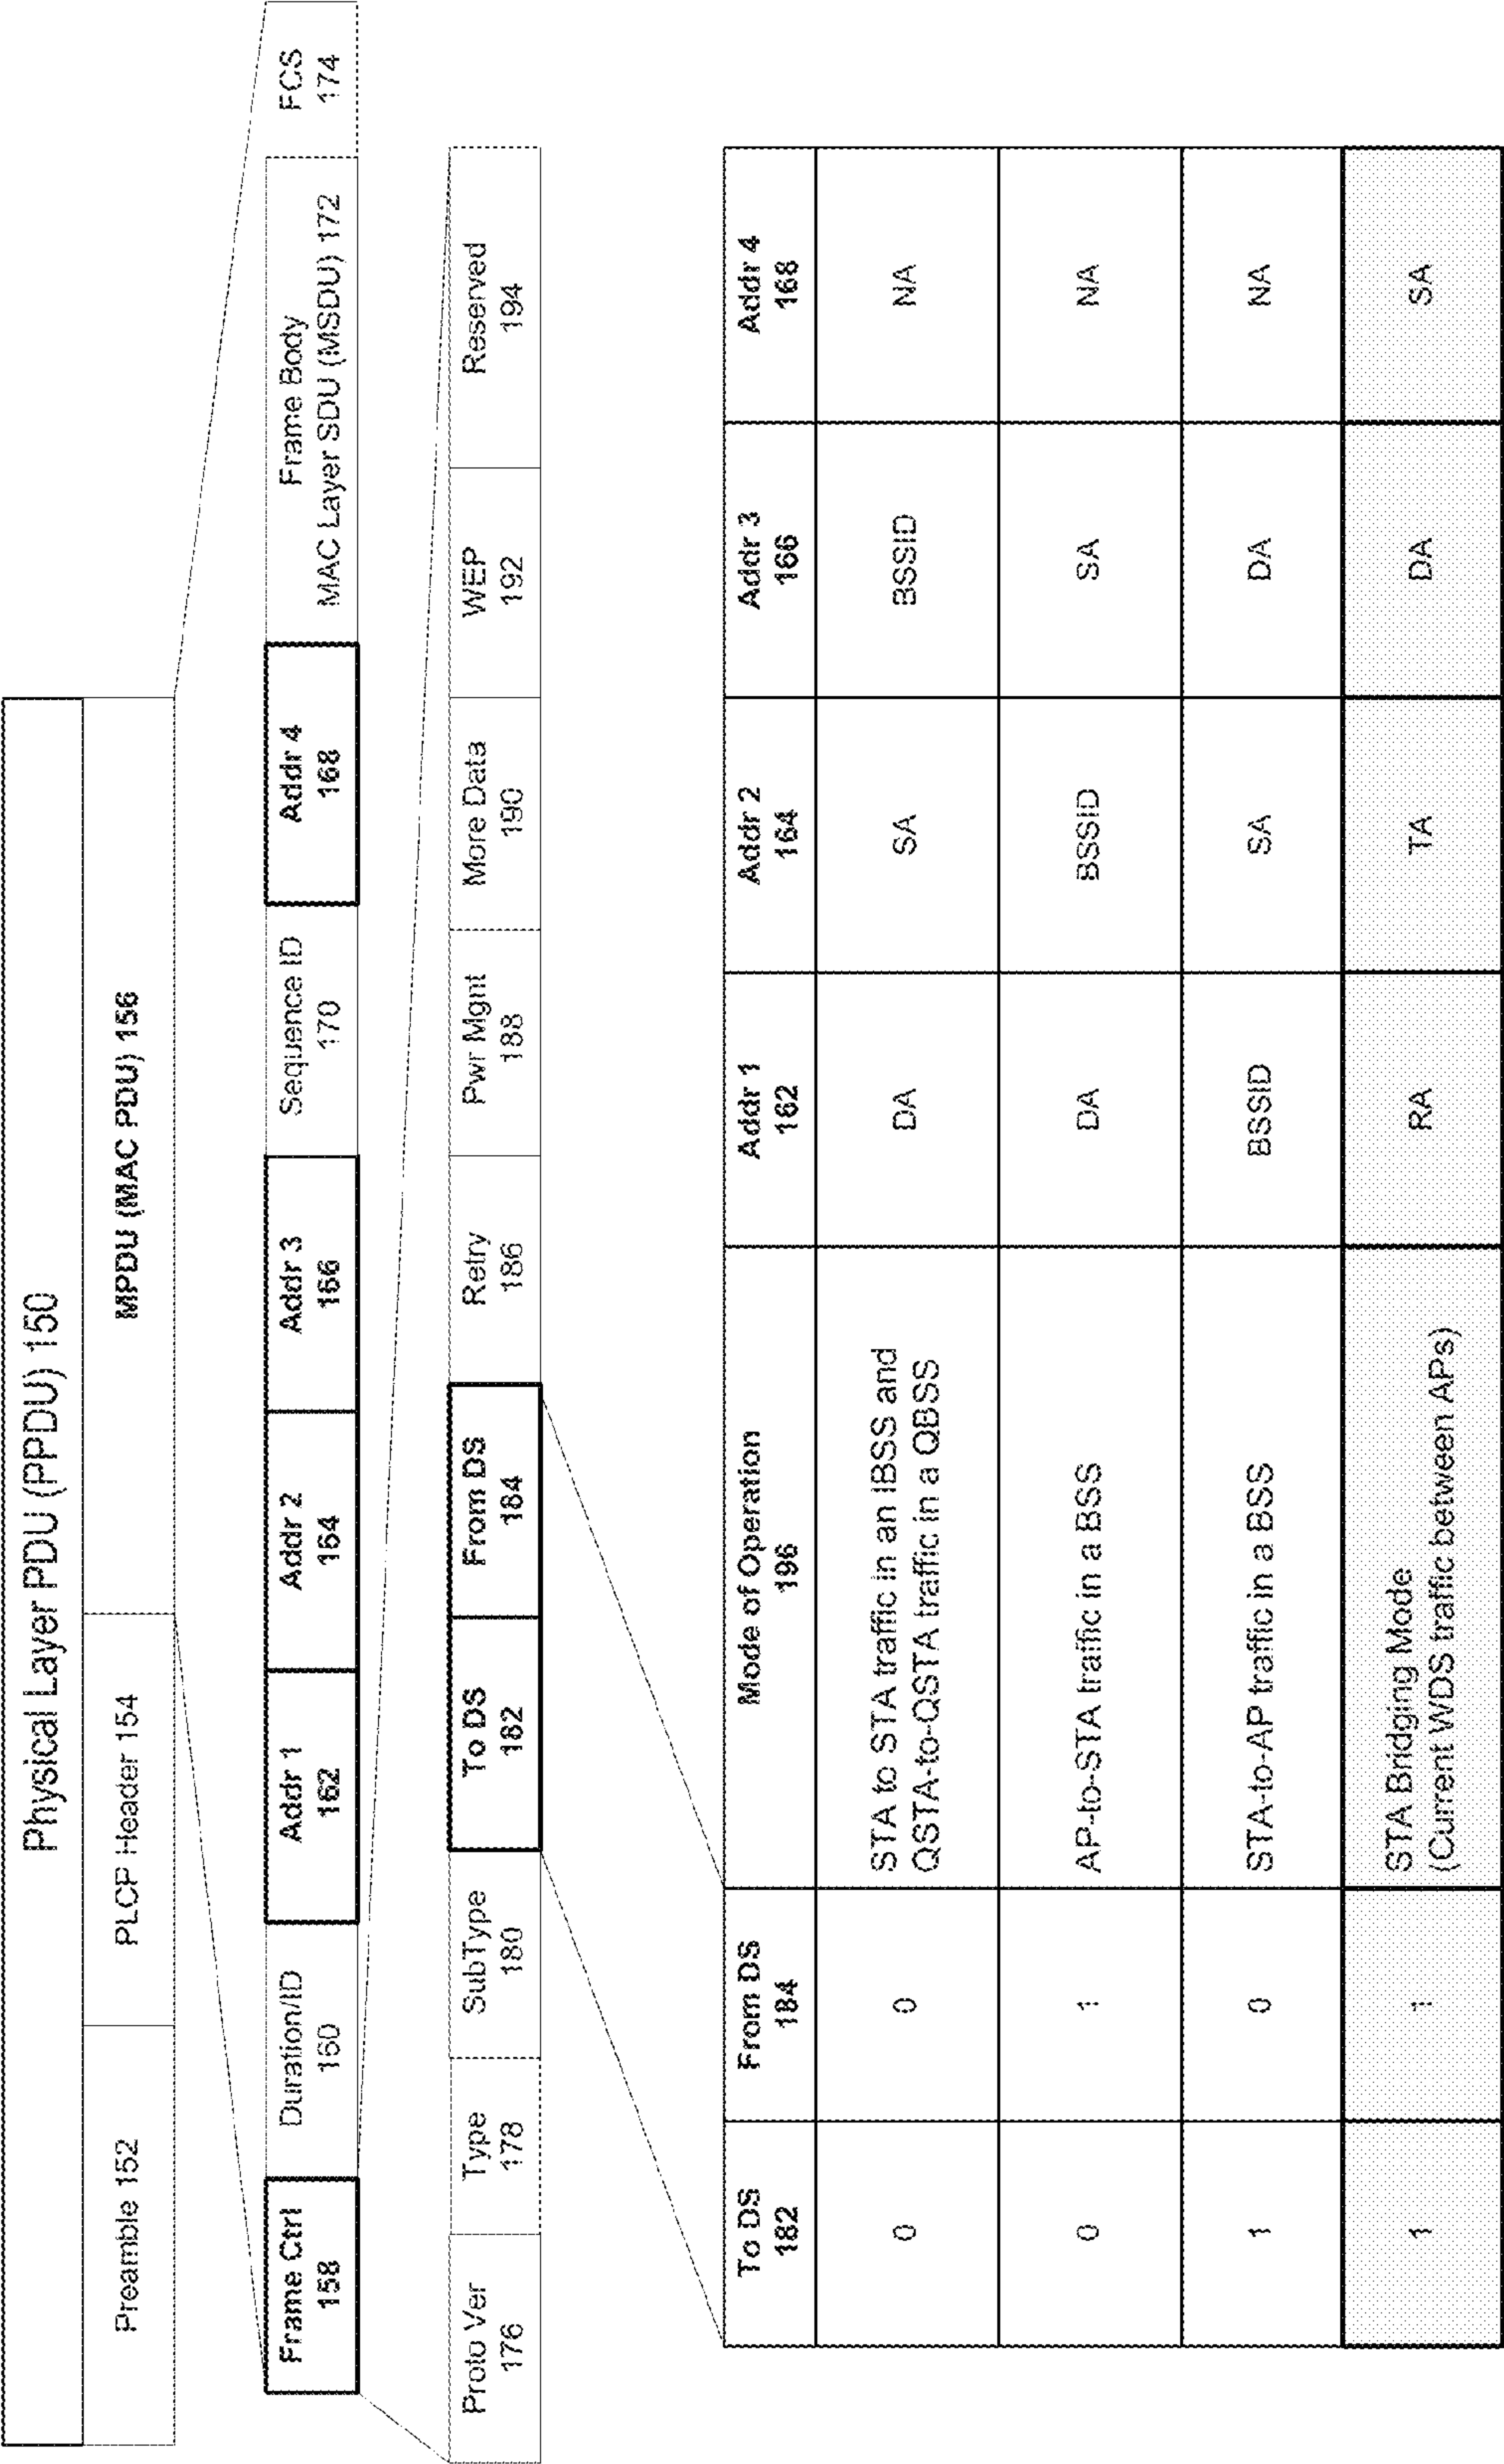 Physical Layer PDU (PPDU) 150
Preamble 152
PLCP Header 154
MPDU (MAC PDU) 156
Frame Ctrl
158
Duration/ID
160
Addr 1
162
Addr 2
164
Addr 3
166
Sequence ID
170
Addr 4
168
Frame Body
MAC Layer SDU (MSDU) 172
FCS
174
Proto Ver
176
Type
178
SubType
180
To DS
182
From DS
184
Retry
186
Pwr Mgnt
188
More Data
190
WEP
192
Reserved
194
To DS
182
From DS
184
Mode of Operation
196
Addr 1
162
Addr 2
164
Addr 3
166
Addr 4
168
0
0
STA to STA traffic in an IBSS and
QSTA-to-QSTA traffic in a QBSS
DA
SA
BSSID
NA
0
1
AP-to-STA traffic in a BSS
DA
BSSID
SA
NA
1
0
STA-to-AP traffic in a BSS
BSSID
SA
DA
NA
1
1
STA Bridging Mode
(Current WDS traffic between APs)
RA
TA
DA
SA